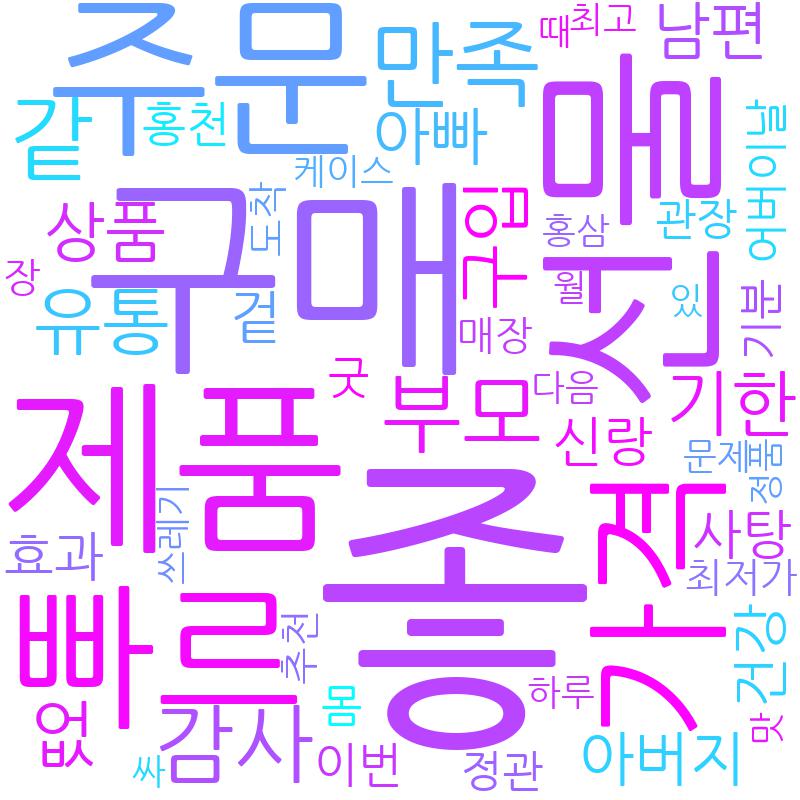 주문
만족
때
최고
남편
같
홍천
아빠
선물
어버이날
케이스
구매
도착
구입
상품
홍삼
관장
장
유통
겉
매장
월
있
기분
굿
부모
다음
기한
신랑
제품
좋
가격
문제
정품
사탕
최저가
효과
쓰레기
빠르
추천
건강
없
감사
몸
하루
맛
싸
이번
정관
아버지